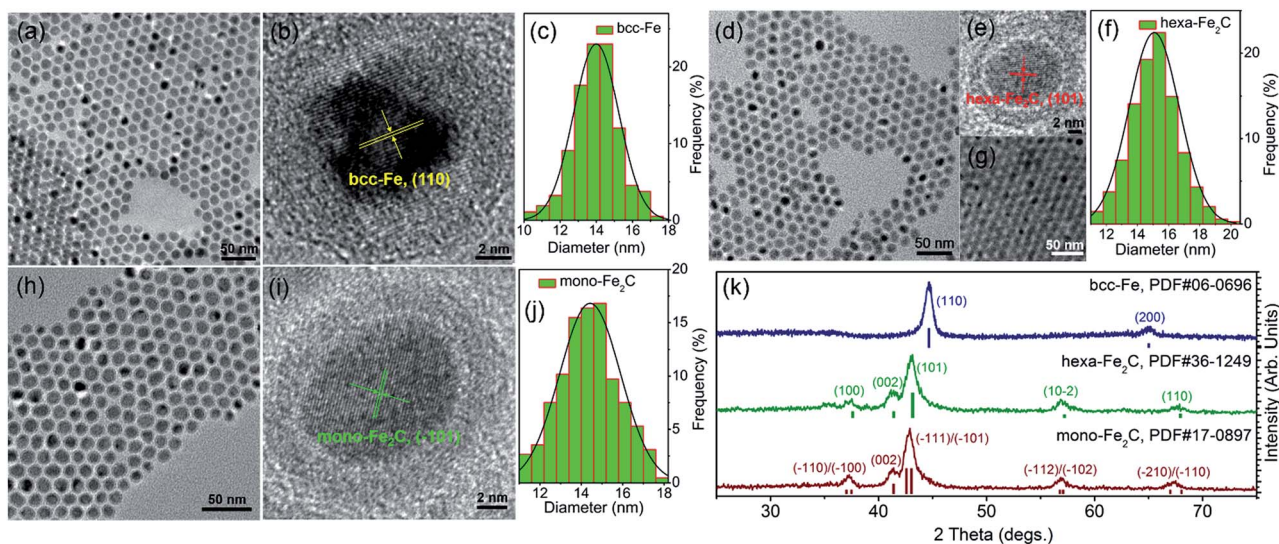 (a)
50 nm
(b)
bcc-Fe, (110)
2 nm
(c)
bcc-Fe
Frequency (%)
20
10
0
10 12 14 16 18
Diameter (nm)
(d)
50 nm
(e)
hexa-Fe2C, (101)
2 nm
(f)
hexa-Fe2C
Frequency (%)
20
10
0
12 14 16 18 20
Diameter (nm)
(g)
50 nm
(h)
50 nm
(i)
mono-Fe2C, (-101)
2 nm
(j)
mono-Fe2C
Frequency (%)
20
15
10
5
0
12 14 16 18
Diameter (nm)
(k)
bcc-Fe, PDF#06-0696
(110)
(200)
hexa-Fe2C, PDF#36-1249
(100)
(002)
(101)
(10-2)
(110)
mono-Fe2C, PDF#17-0897
(-110)/(-100)
(002)
(-111)/(-101)
(-112)/(-102)
(-210)/(-110)
30 40 50 60 70
2 Theta (degs.)
Intensity (Arb. Units)